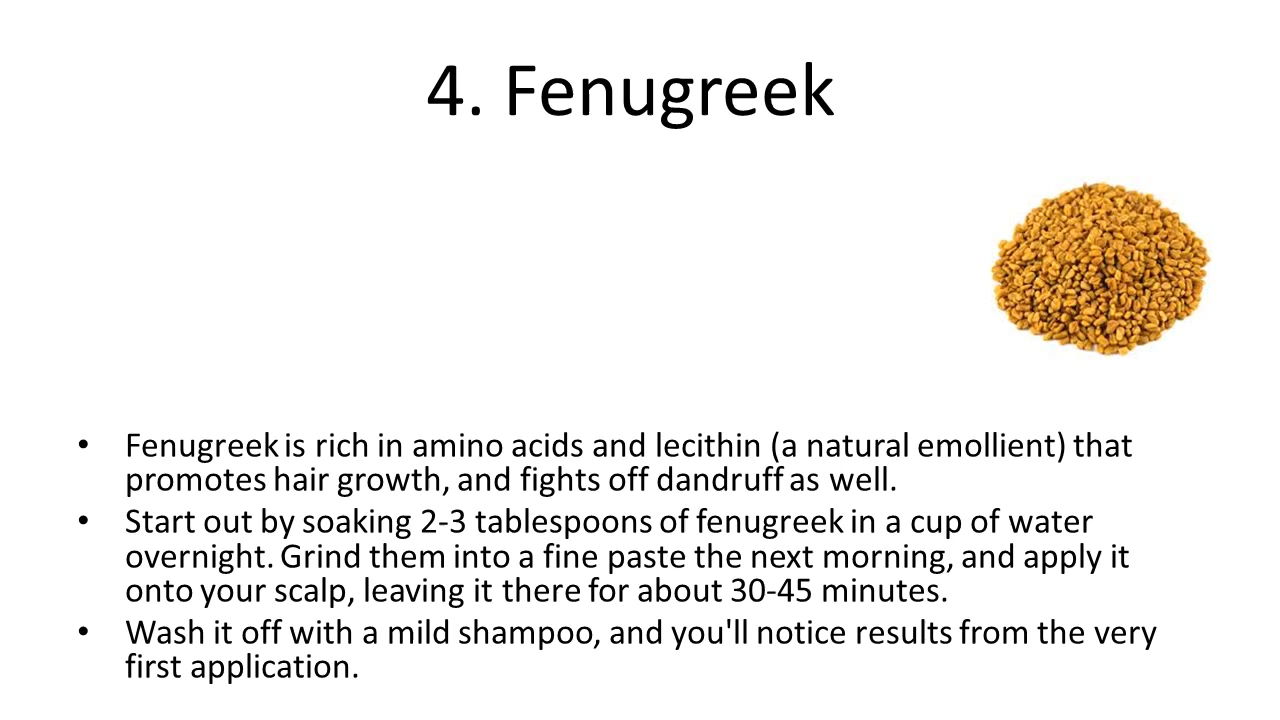 4. Fenugreek
• Fenugreek is rich in amino acids and lecithin (a natural emollient) that
promotes hair growth, and fights off dandruff as well.
• Start out by soaking 2-3 tablespoons of fenugreek in a cup of water
overnight. Grind them into a fine paste the next morning, and apply it
onto your scalp, leaving it there for about 30-45 minutes.
• Wash it off with a mild shampoo, and you'll notice results from the very
first application.